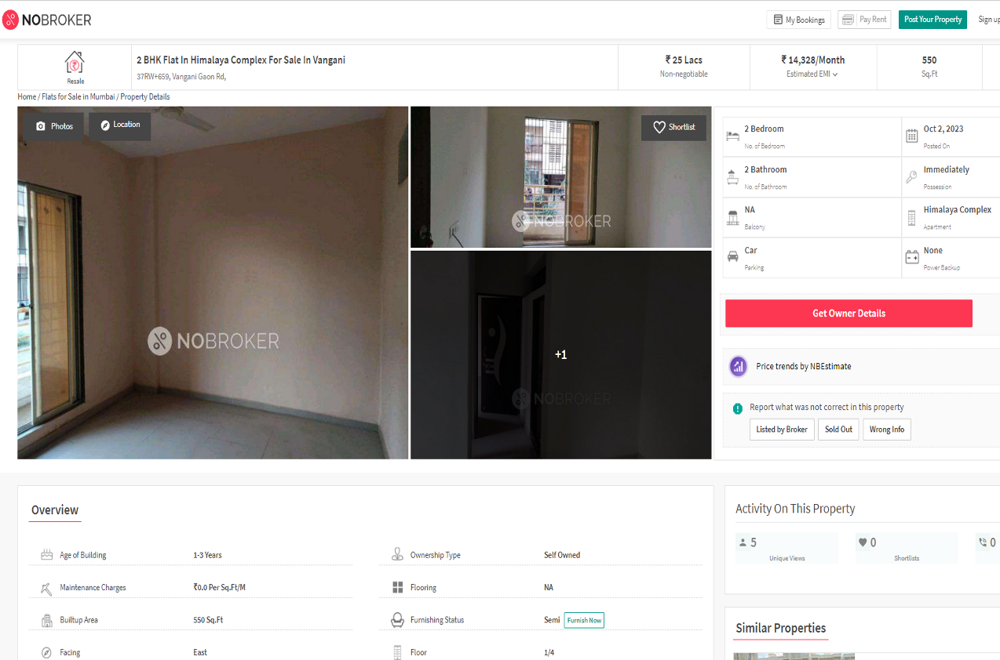 NOBROKER
My Bookings
Pay Rent
Post Your Property
Sign up
Resale
2 BHK Flat In Himalaya Complex For Sale In Vangani
37RW+659, Vangani Gaon Rd,
₹ 25 Lacs
Non-negotiable
₹ 14,328/Month
Estimated EMI
550
Sq.Ft
Home / Flats for Sale in Mumbai / Property Details
Photos
Location
Shortlist
NOBROKER
NOBROKER
+1
NOBROKER
2 Bedroom
No. of Bedroom
Oct 2, 2023
Posted On
2 Bathroom
No. of Bathroom
Immediately
Possession
NA
Balcony
Himalaya Complex
Apartment
Car
Parking
None
Power Backup
Get Owner Details
Price trends by NBEstimate
Report what was not correct in this property
Listed by Broker
Sold Out
Wrong Info
Overview
Age of Building 1-3 Years
Ownership Type Self Owned
Maintenance Charges ₹0.0 Per Sq.Ft/M
Flooring NA
Builtup Area 550 Sq.Ft
Furnishing Status Semi Furnish Now
Facing East
Floor 1/4
Activity On This Property
5
Unique Views
0
Shortlists
0
Similar Properties